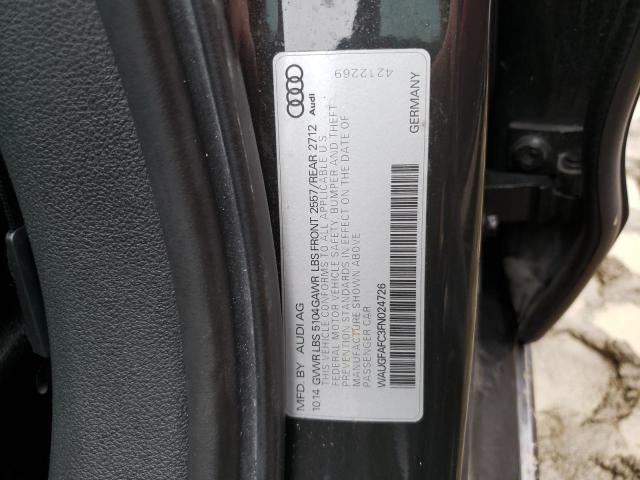 MFD. BY AUDI AG
Audi
10 14 GVWR LBS 5104 GAWR LBS FRONT 2557/REAR 2712
THIS VEHICLE CONFORMS TO ALL APPLICABLE U.S.
FEDERAL MOTOR VEHICLE SAFETY, BUMPER AND THEFT
PREVENTION STANDARDS IN EFFECT ON THE DATE OF
MANUFACTURE SHOWN ABOVE
PASSENGER CAR
4212269
WAUGFAFC3FN024726
GERMANY